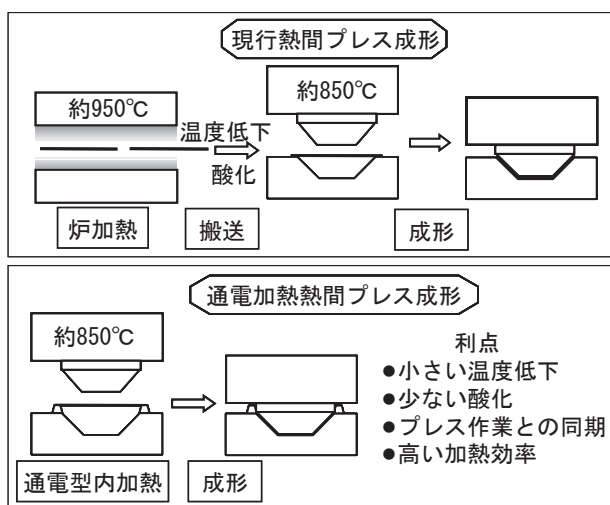 現行熱間プレス成形
約950℃
約850℃
温度低下
酸化
炉加熱
搬送
成形
通電加熱熱間プレス成形
約850℃
利点
●小さい温度低下
●少ない酸化
●プレス作業との同期
●高い加熱効率
通電型内加熱
成形